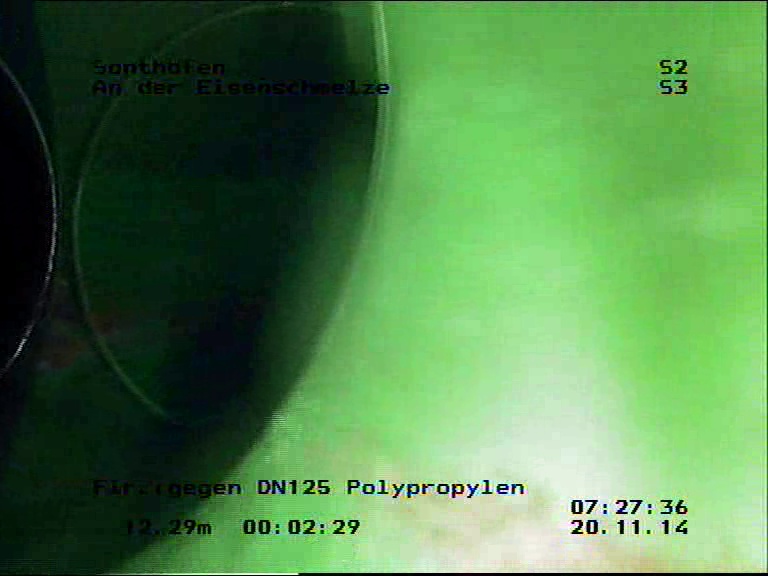 Sonthofen S2
An der Eisenschmelze S3
gegen DN125 Polypropylen
07:27:36
12.29m 00:02:29 20.11.14